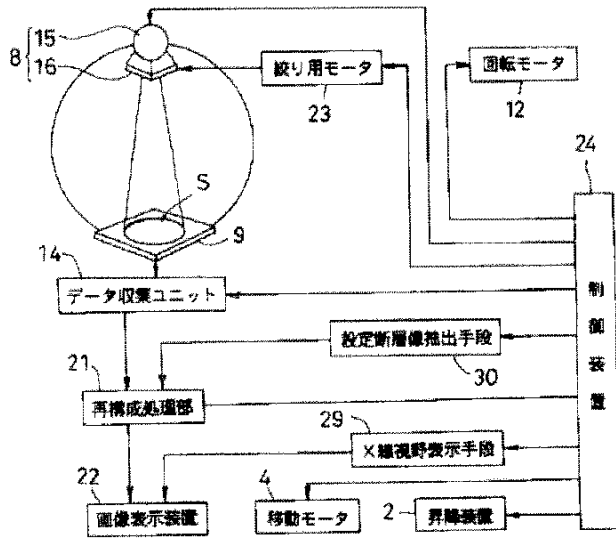 8
15
16
絞り用モータ
23
回転モータ
12
24
S
9
14
データ収集ユニット
制御装置
設定断層像抽出手段
30
21
再構成処理部
29
X線視野表示手段
22
画像表示装置
4
移動モータ
2
昇降装置